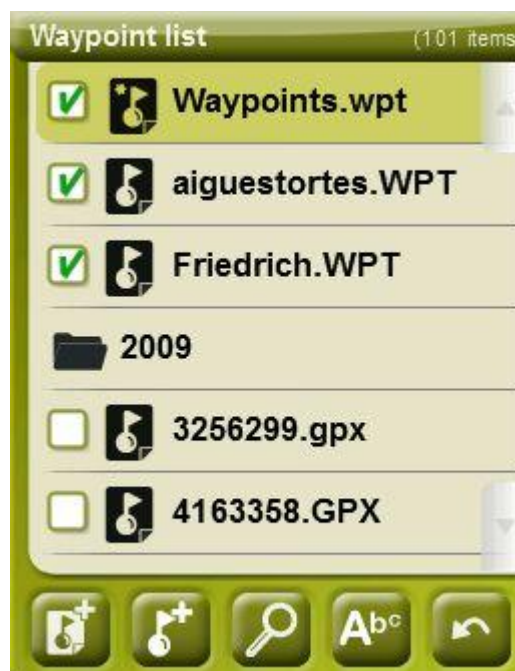 Waypoint list
(101 items
Waypoints.wpt
aiguestortes.WPT
Friedrich.WPT
2009
3256299.gpx
4163358.GPX
Abc